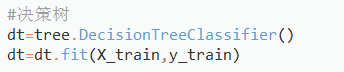 #决策树
dt=tree.DecisionTreeClassifier()
dt=dt.fit(X_train,y_train)